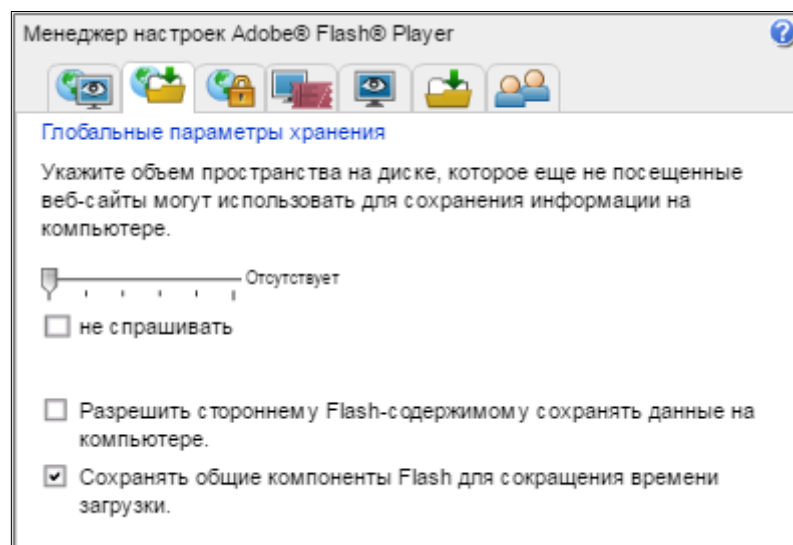 Менеджер настроек Adobe® Flash® Player
?
Глобальные параметры хранения
Укажите объем пространства на диске, которое еще не посещенные
веб-сайты могут использовать для сохранения информации на
компьютере.
Отсутствует
не спрашивать
Разрешить стороннему Flash-содержимому сохранять данные на
компьютере.
Сохранять общие компоненты Flash для сокращения времени
загрузки.